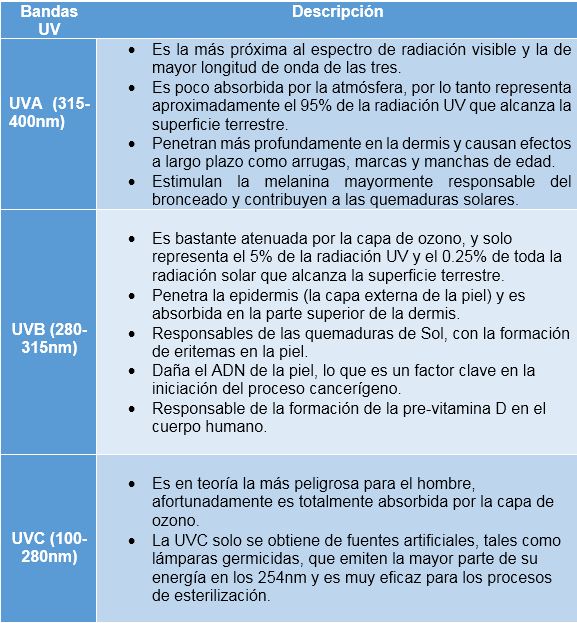 Bandas UV
Descripción
UVA (315-400nm)
• Es la más próxima al espectro de radiación visible y la de
mayor longitud de onda de las tres.
• Es poco absorbida por la atmósfera, por lo tanto representa
aproximadamente el 95% de la radiación UV que alcanza la
superficie terrestre.
• Penetran más profundamente en la dermis y causan efectos
a largo plazo como arrugas, marcas y manchas de edad.
• Estimulan la melanina mayormente responsable del
bronceado y contribuyen a las quemaduras solares.
UVB (280-315nm)
• Es bastante atenuada por la capa de ozono, y solo
representa el 5% de la radiación UV y el 0.25% de toda la
radiación solar que alcanza la superficie terrestre.
• Penetra la epidermis (la capa externa de la piel) y es
absorbida en la parte superior de la dermis.
• Responsables de las quemaduras de Sol, con la formación
de eritemas en la piel.
• Daña el ADN de la piel, lo que es un factor clave en la
iniciación del proceso cancerígeno.
• Responsable de la formación de la pre-vitamina D en el
cuerpo humano.
UVC (100-280nm)
• Es en teoría la más peligrosa para el hombre,
afortunadamente es totalmente absorbida por la capa de
ozono.
• La UVC solo se obtiene de fuentes artificiales, tales como
lámparas germicidas, que emiten la mayor parte de su
energía en los 254nm y es muy eficaz para los procesos
de esterilización.